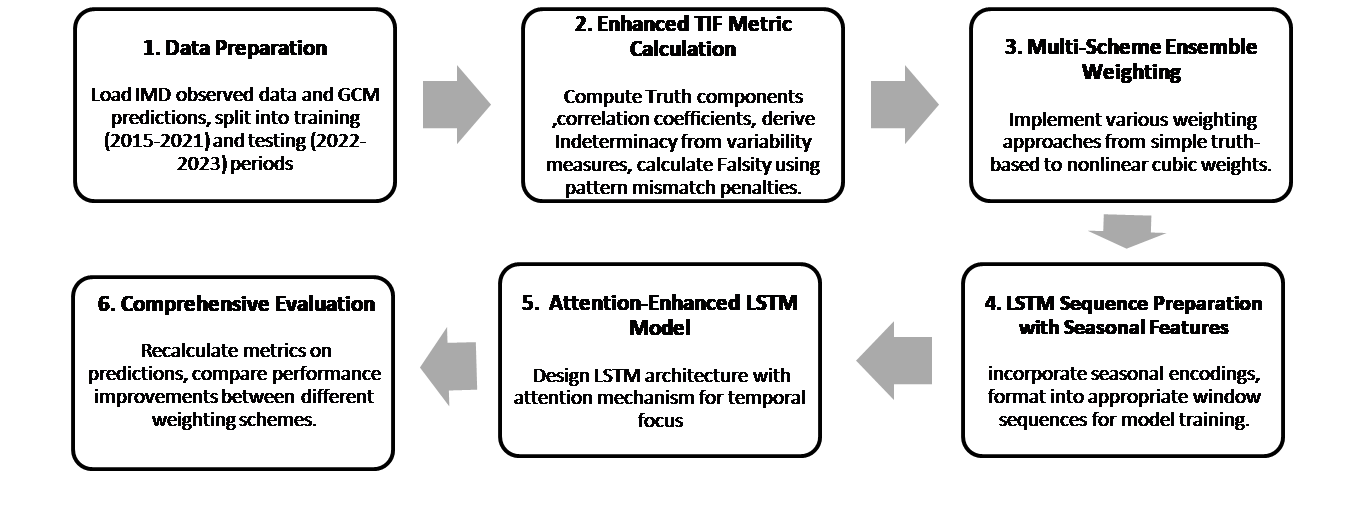 1. Data Preparation
Load IMD observed data and GCM
predictions, split into training
(2015-2021) and testing (2022-
2023) periods
2. Enhanced TIF Metric
Calculation
Compute Truth components
,correlation coefficients, derive
Indeterminacy from variability
measures, calculate Falsity using
pattern mismatch penalties.
3. Multi-Scheme Ensemble
Weighting
Implement various weighting
approaches from simple truth-
based to nonlinear cubic weights.
4. LSTM Sequence Preparation
with Seasonal Features
incorporate seasonal encodings,
format into appropriate window
sequences for model training.
5. Attention-Enhanced LSTM
Model
Design LSTM architecture with
attention mechanism for temporal
focus
6. Comprehensive Evaluation
Recalculate metrics on
predictions, compare performance
improvements between different
weighting schemes.